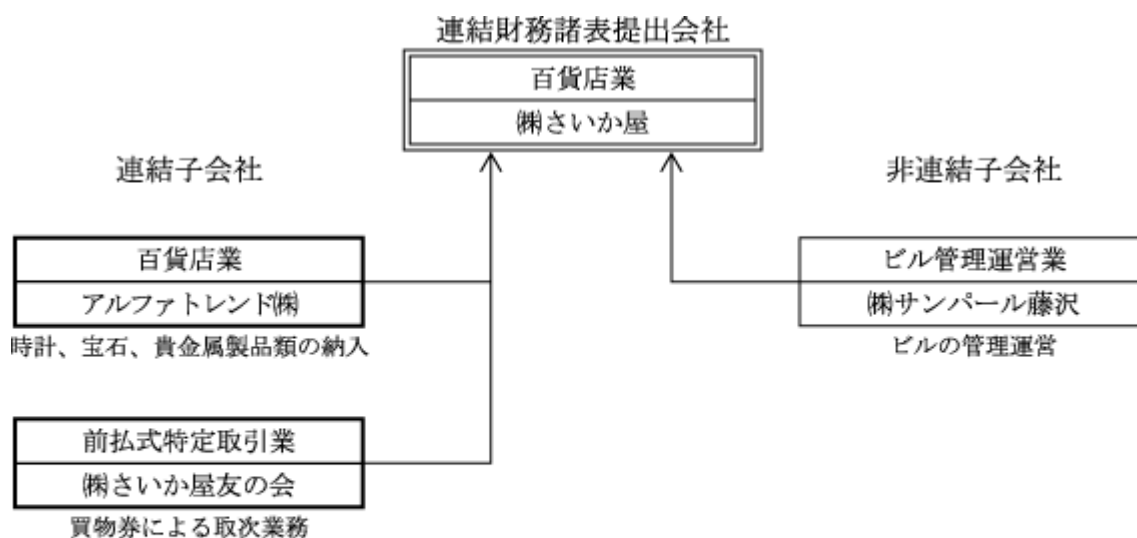 連結財務諸表提出会社
百貨店業
㈱さいか屋
連結子会社
百貨店業
アルファトレンド㈱
時計、宝石、貴金属製品類の納入
前払式特定取引業
㈱さいか屋友の会
買物券による取次業務
非連結子会社
ビル管理運営業
㈱サンパール藤沢
ビルの管理運営